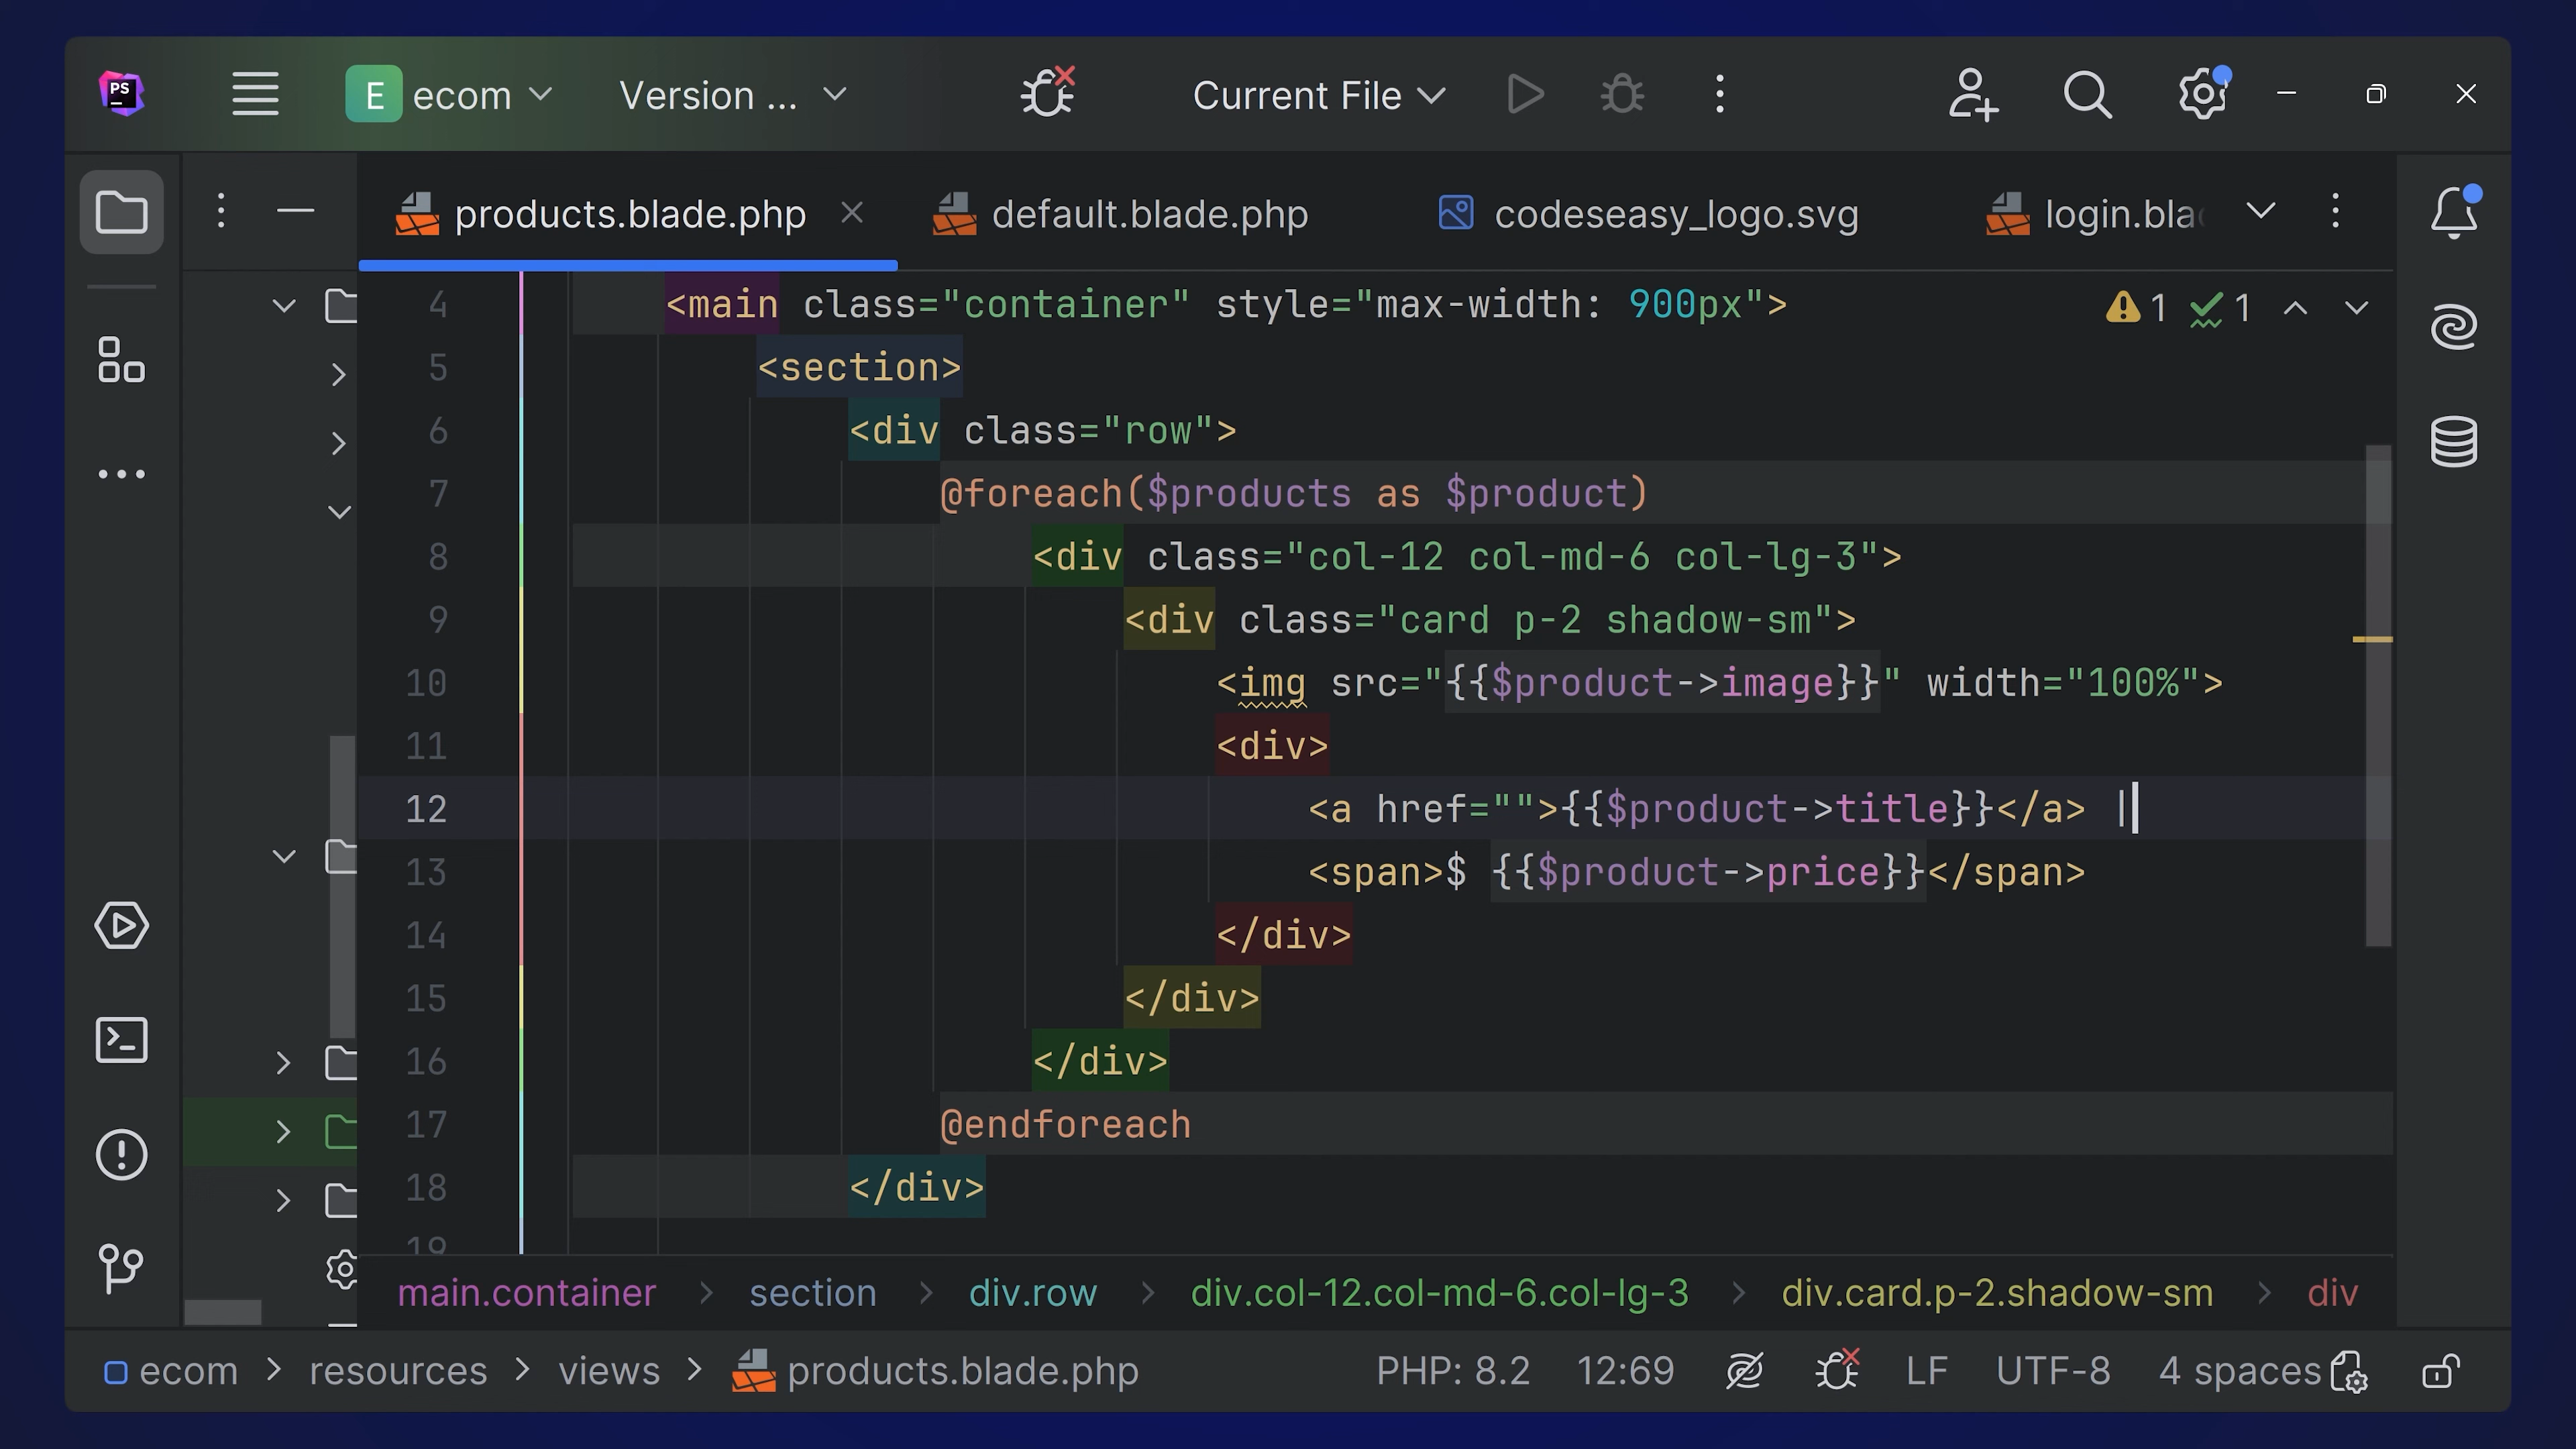 PS
E ecom Version ... Current File
products.blade.php default.blade.php codeseasy_logo.svg login.bla
4 <main class="container" style="max-width: 900px">
1 1
5 <section>
6 <div class="row">
7 @foreach($products as $product)
8 <div class="col-12 col-md-6 col-lg-3">
9 <div class="card p-2 shadow-sm">
10 <img src="{{$product->image}}" width="100%">
11 <div>
12 <a href="">{{$product->title}}</a> |
13 <span>$ {{$product->price}}</span>
14 </div>
15 </div>
16 </div>
17 @endforeach
18 </div>
19
main.container > section > div.row > div.col-12.col-md-6.col-lg-3 > div.card.p-2.shadow-sm > div
ecom > resources > views > products.blade.php PHP: 8.2 12:69 LF UTF-8 4 spaces